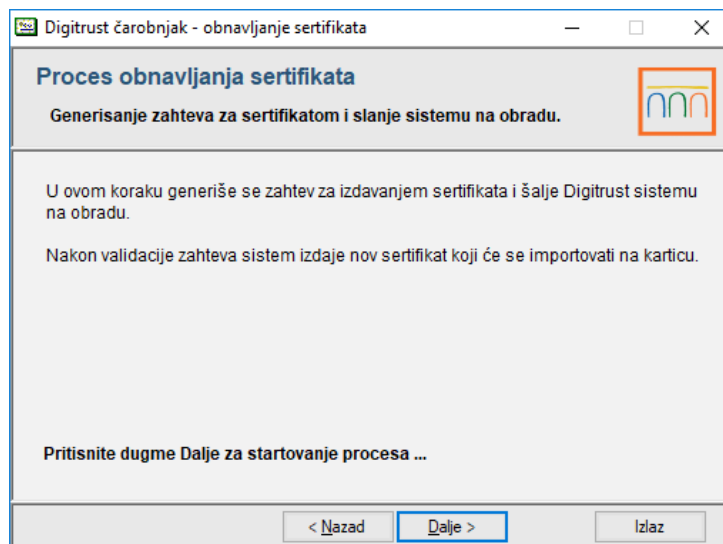 Digitrust čarobnjak - obnavljanje sertifikata
Proces obnavljanja sertifikata
Generisanje zahteva za sertifikatom i slanje sistemu na obradu.
U ovom koraku generiše se zahtev za izdavanjem sertifikata i šalje Digitrust sistemu
na obradu.
Nakon validacije zahteva sistem izdaje nov sertifikat koji će se importovati na karticu.
Pritisnite dugme Dalje za startovanje procesa ...
< Nazad Dalje > Izlaz